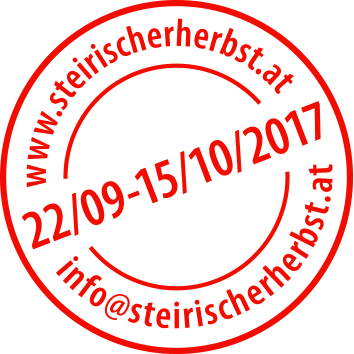 www.steirischerherbst.at
22/09-15/10/2017
info@steirischerherbst.at